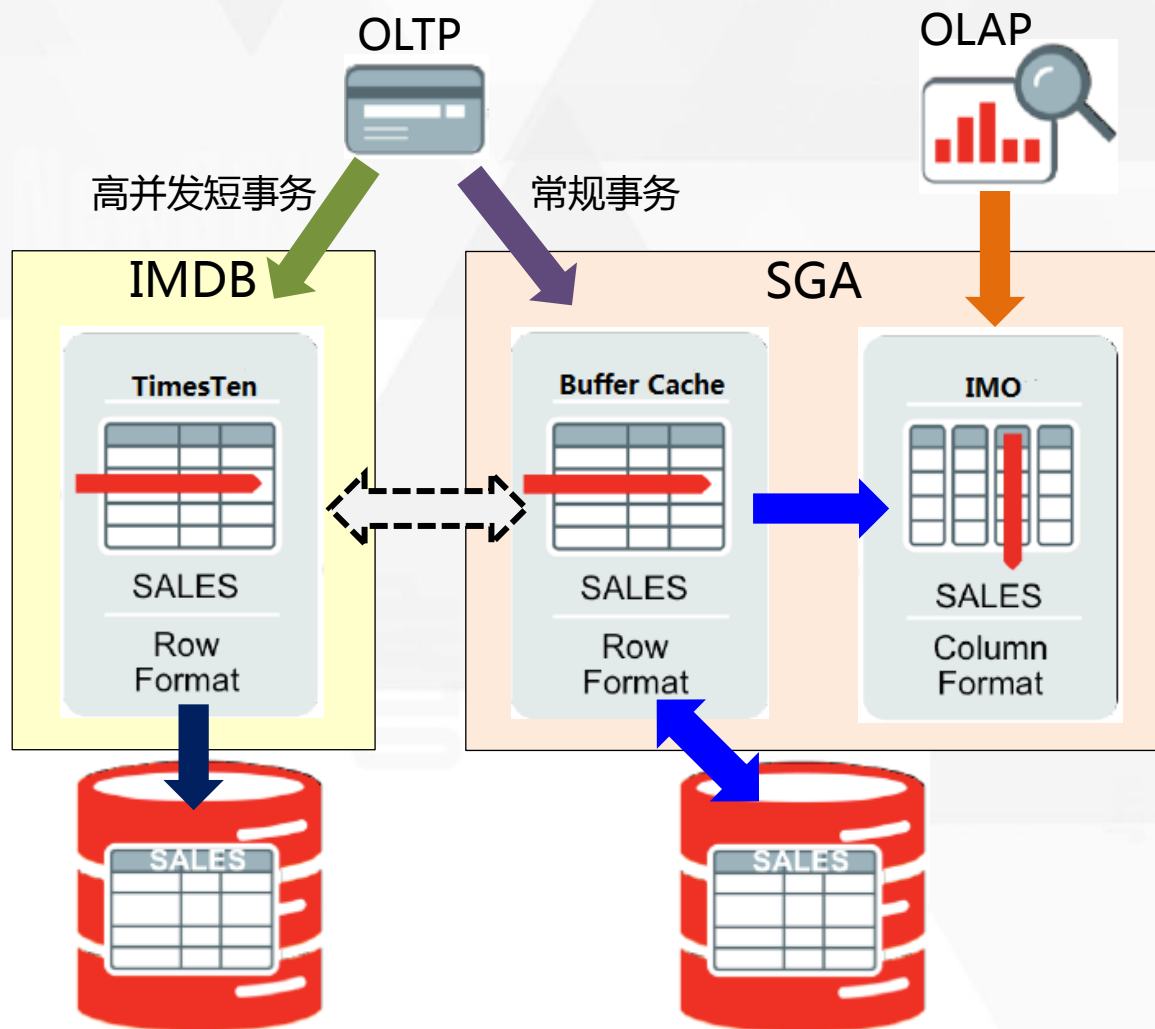 OLTP
OLAP
高并发短事务
常规事务
IMDB
SGA
TimesTen
Buffer Cache
IMO
SALES
SALES
SALES
Row
Format
Row
Format
Column
Format
SALES
SALES